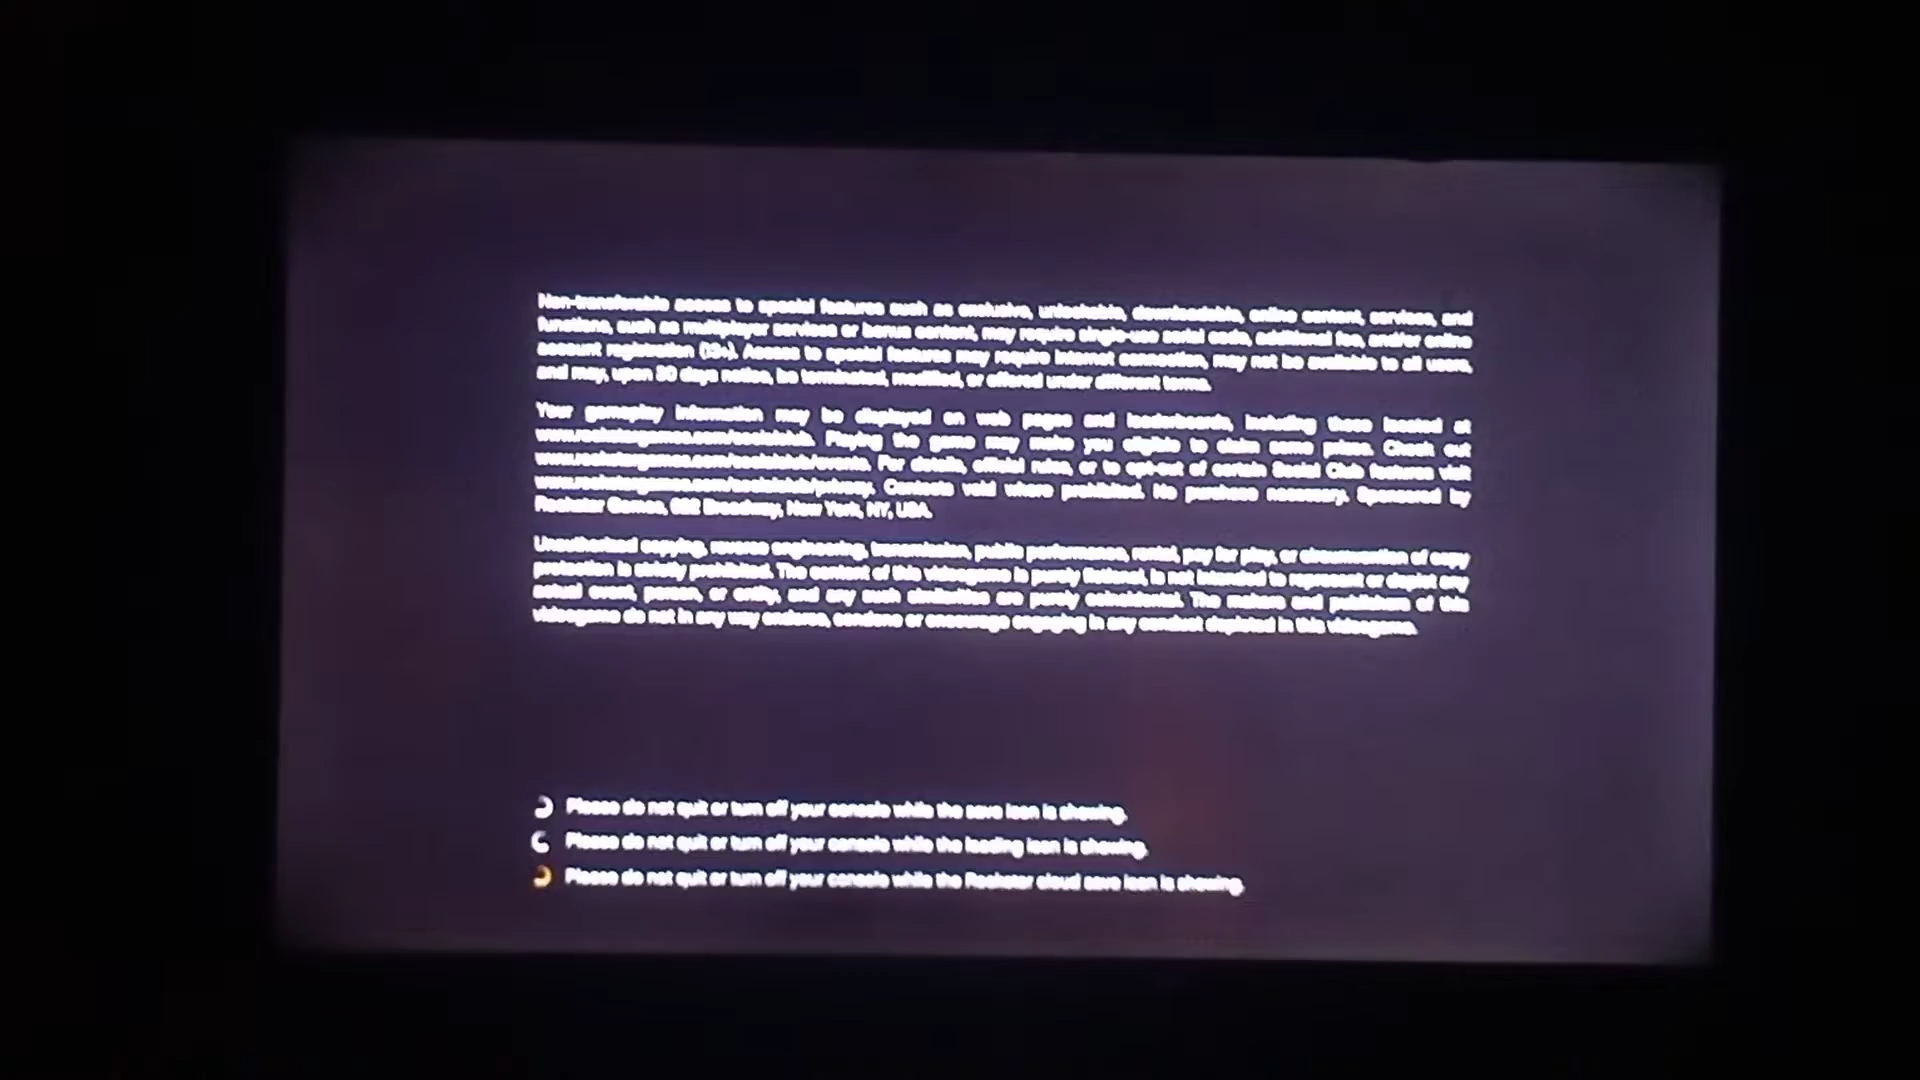 Non-transferable access to special features such as exclusive, unlockable, downloadable, online content, services, and
functions, such as multiplayer services or bonus content, may require single-use serial code, additional fee, and/or online
account registration (13+). Access to special features may require internet connection, may not be available to all users,
and may, upon 30 days notice, be terminated, modified, or offered under different terms.
Your gameplay information may be displayed on web pages and leaderboards, including those located at
www.rockstargames.com/socialclub. Playing the game may make you eligible to claim some prizes. Check out
www.rockstargames.com/socialclub/events. For details, official rules, or to opt-out of certain Social Club features visit
www.rockstargames.com/socialclub/privacy. Contests void where prohibited. No purchase necessary. Sponsored by
Rockstar Games, 622 Broadway, New York, NY, USA.
Unauthorized copying, reverse engineering, transmission, public performance, rental, pay for play, or circumvention of copy
protection is strictly prohibited. The content of this videogame is purely fictional, is not intended to represent or depict any
actual event, person, or entity, and any such similarities are purely coincidental. The makers and publishers of this
videogame do not in any way endorse, condone or encourage engaging in any conduct depicted in this videogame.
Please do not quit or turn off your console while the save icon is showing.
Please do not quit or turn off your console while the loading icon is showing.
Please do not quit or turn off your console while the Rockstar cloud save icon is showing.